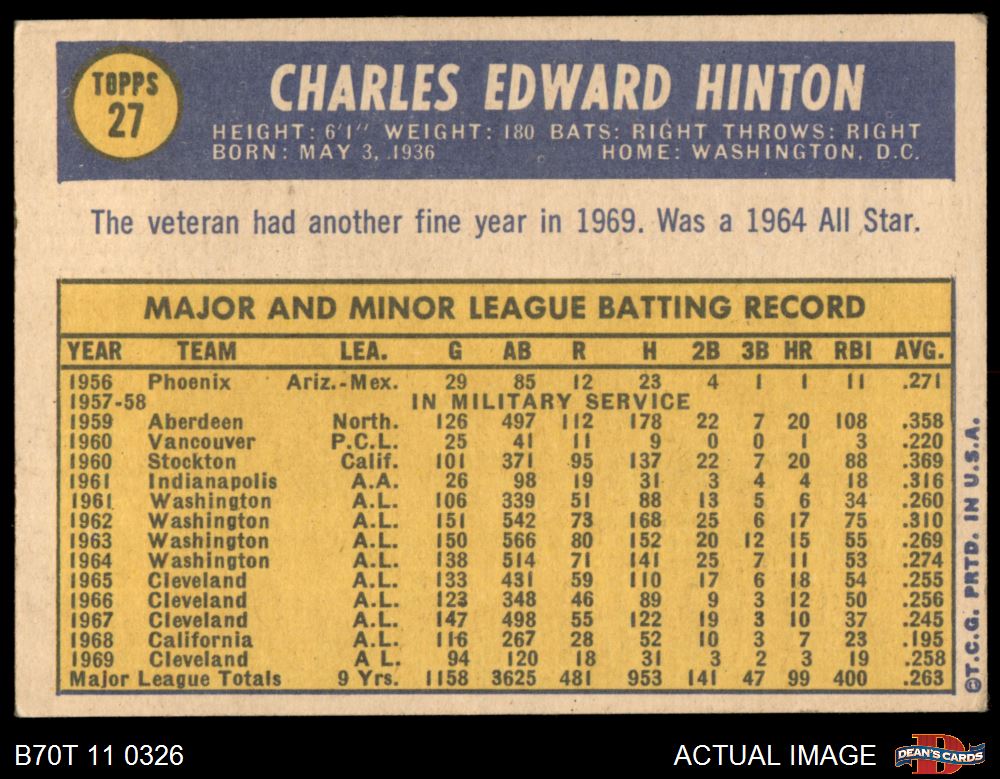 TOPPS
27
CHARLES EDWARD HINTON
HEIGHT: 6'1" WEIGHT: 180 BATS: RIGHT THROWS: RIGHT
BORN: MAY 3, 1936 HOME: WASHINGTON, D.C.
The veteran had another fine year in 1969. Was a 1964 All Star.
MAJOR AND MINOR LEAGUE BATTING RECORD
YEAR TEAM LEA. G AB R H 2B 3B HR RBI AVG.
1956 Phoenix Ariz.-Mex. 29 85 12 23 4 1 1 11 .271
1957-58 IN MILITARY SERVICE
1959 Aberdeen North. 126 497 112 178 22 7 20 108 .358
1960 Vancouver P.C.L. 25 41 11 9 0 0 1 3 .220
1960 Stockton Calif. 101 371 95 137 22 7 20 88 .369
1961 Indianapolis A.A. 26 98 19 31 3 4 4 18 .316
1961 Washington A.L. 106 339 51 88 13 5 6 34 .260
1962 Washington A.L. 151 542 73 168 25 6 17 75 .310
1963 Washington A.L. 150 566 80 152 20 12 15 55 .269
1964 Washington A.L. 138 514 71 141 25 7 11 53 .274
1965 Cleveland A.L. 133 431 59 110 17 6 18 54 .255
1966 Cleveland A.L. 123 348 46 89 9 3 12 50 .256
1967 Cleveland A.L. 147 498 55 122 19 3 10 37 .245
1968 California A.L. 116 267 28 52 10 3 7 23 .195
1969 Cleveland A L. 94 120 18 31 3 2 3 19 .258
Major League Totals 9 Yrs. 1158 3625 481 953 141 47 99 400 .263
©T.C.G. PRTD. IN U.S.A.
B70T 11 0326 ACTUAL IMAGE
D
DEAN'S CARDS